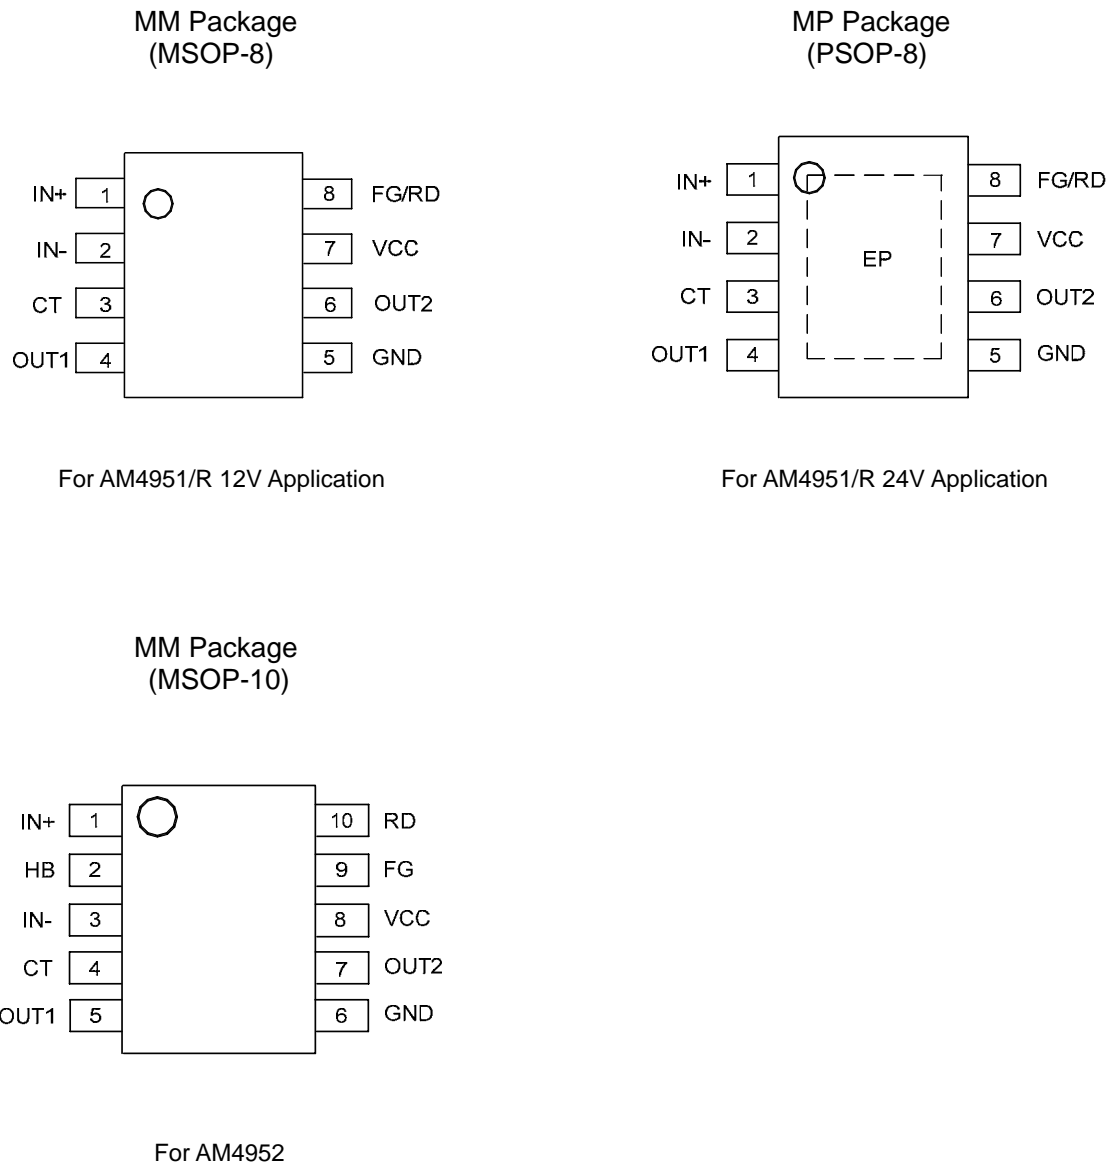 MM Package
(MSOP-8)
IN+ 1 8 FG/RD
IN- 2 7 VCC
CT 3 6 OUT2
OUT1 4 5 GND
For AM4951/R 12V Application
MP Package
(PSOP-8)
IN+ 1 8 FG/RD
IN- 2 7 VCC
EP
CT 3 6 OUT2
OUT1 4 5 GND
For AM4951/R 24V Application
MM Package
(MSOP-10)
IN+ 1 10 RD
HB 2 9 FG
IN- 3 8 VCC
CT 4 7 OUT2
OUT1 5 6 GND
For AM4952